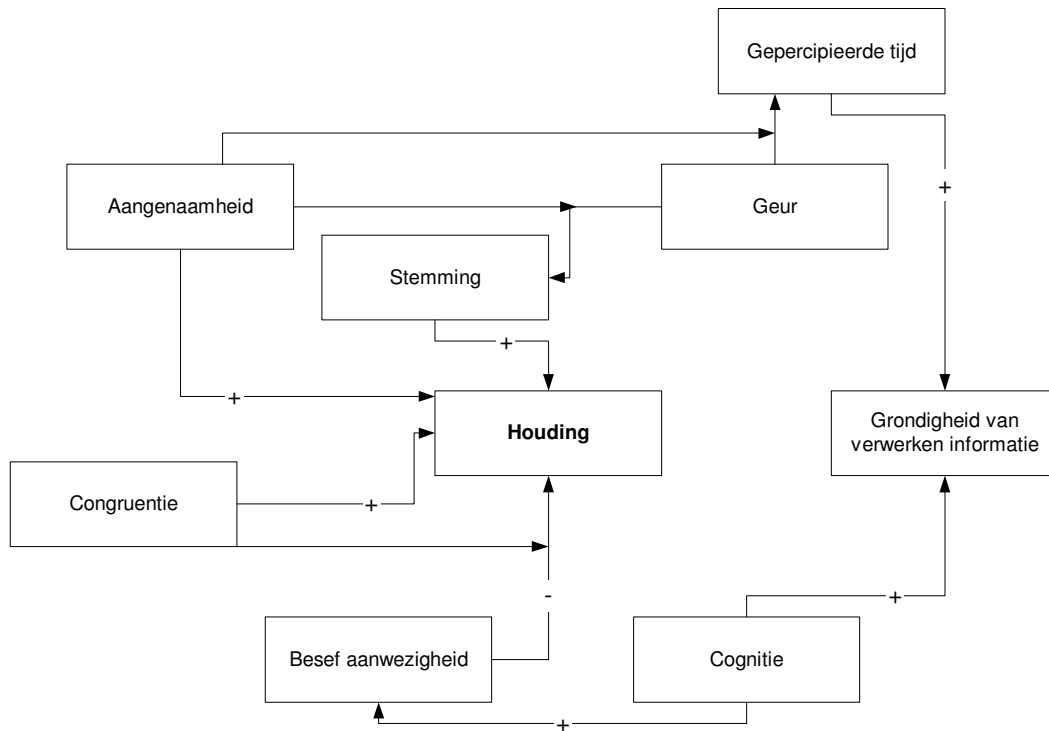 Gepercipieerde tijd
Aangenaamheid
Geur
+
Stemming
+
+
Houding
Grondigheid van
verwerken informatie
Congruentie
+
-
+
Besef aanwezigheid
Cognitie
+